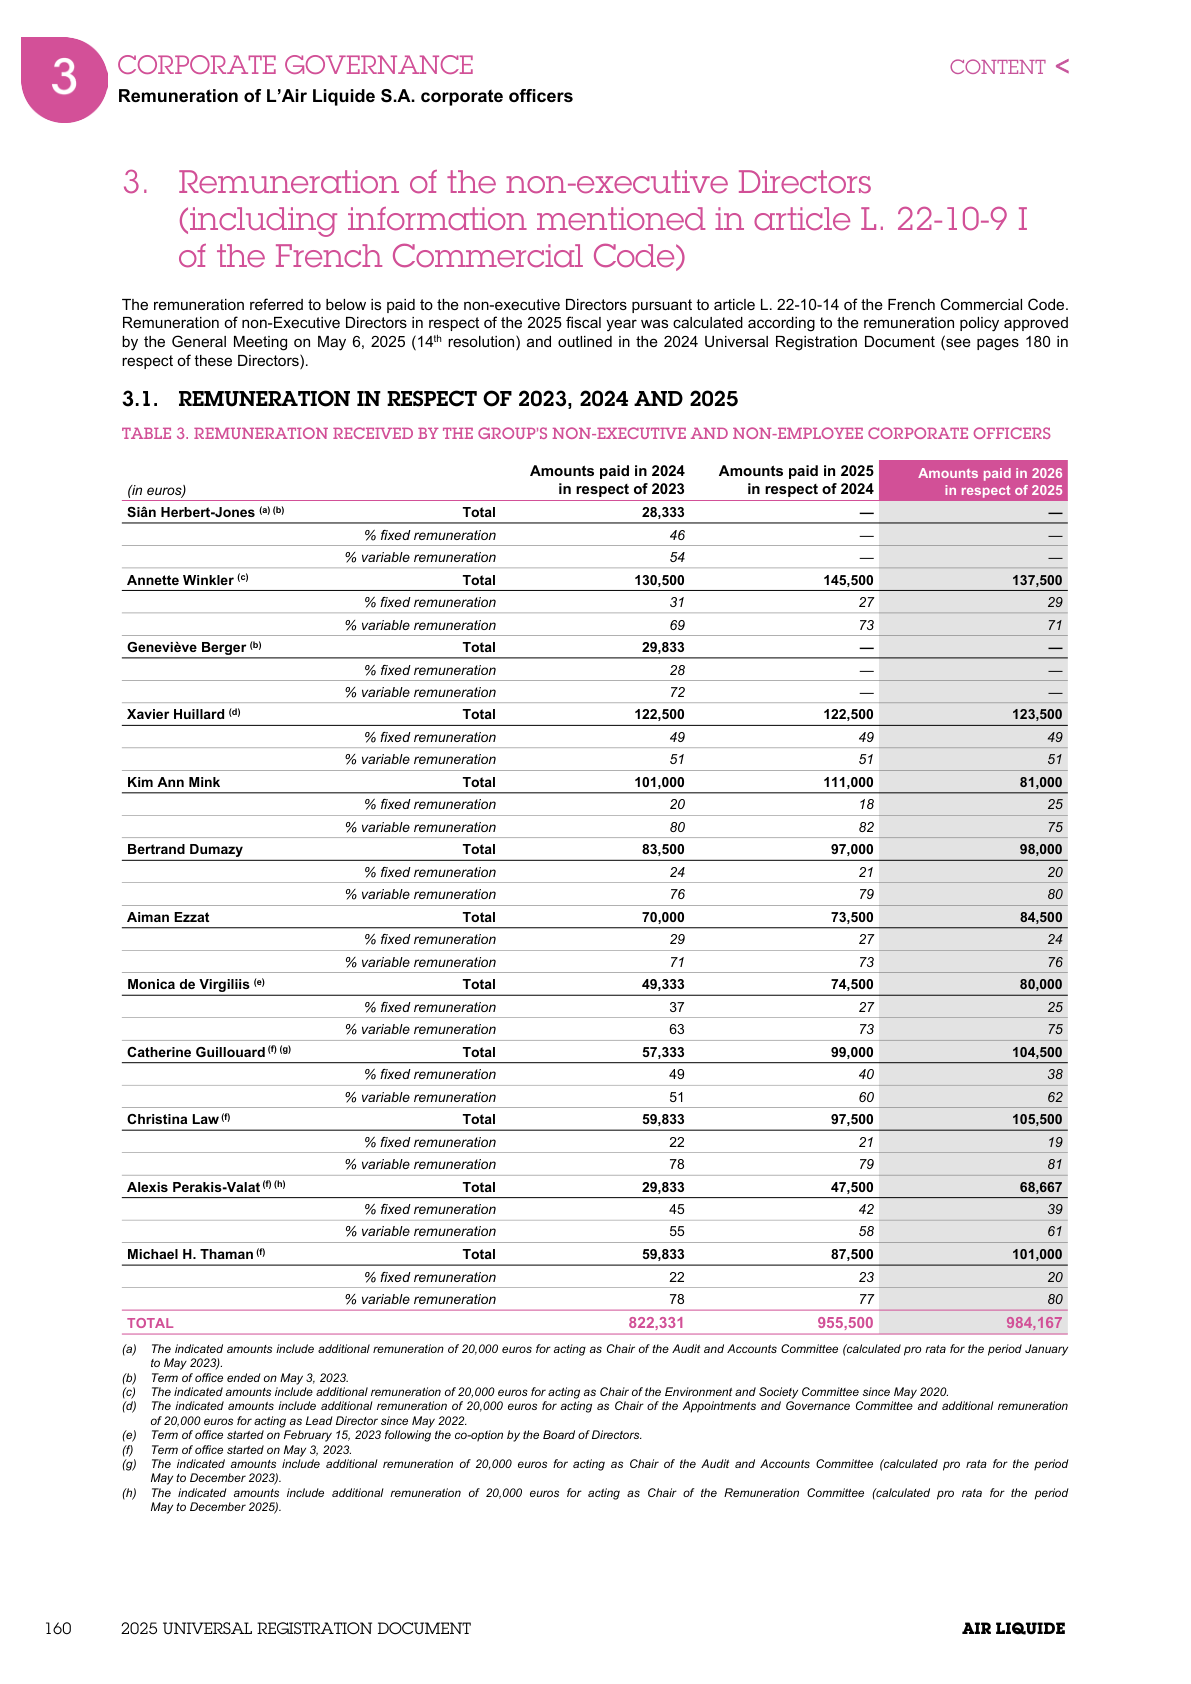 3
CORPORATE GOVERNANCE
CONTENT <
Remuneration of L'Air Liquide S.A. corporate officers
3. Remuneration of the non-executive Directors
(including information mentioned in article L. 22-10-9 I
of the French Commercial Code)
The remuneration referred to below is paid to the non-executive Directors pursuant to article L. 22-10-14 of the French Commercial Code.
Remuneration of non-Executive Directors in respect of the 2025 fiscal year was calculated according to the remuneration policy approved
by the General Meeting on May 6, 2025 (14th resolution) and outlined in the 2024 Universal Registration Document (see pages 180 in
respect of these Directors).
3.1. REMUNERATION IN RESPECT OF 2023, 2024 AND 2025
TABLE 3. REMUNERATION RECEIVED BY THE GROUP'S NON-EXECUTIVE AND NON-EMPLOYEE CORPORATE OFFICERS
Amounts paid in 2024 Amounts paid in 2025 Amounts paid in 2026
(in euros) in respect of 2023 in respect of 2024 in respect of 2025
Siân Herbert-Jones (a) (b) Total 28,333 — —
% fixed remuneration 46 — —
% variable remuneration 54 — —
Annette Winkler (c) Total 130,500 145,500 137,500
% fixed remuneration 31 27 29
% variable remuneration 69 73 71
Geneviève Berger (b) Total 29,833 — —
% fixed remuneration 28 — —
% variable remuneration 72 — —
Xavier Huillard (d) Total 122,500 122,500 123,500
% fixed remuneration 49 49 49
% variable remuneration 51 51 51
Kim Ann Mink Total 101,000 111,000 81,000
% fixed remuneration 20 18 25
% variable remuneration 80 82 75
Bertrand Dumazy Total 83,500 97,000 98,000
% fixed remuneration 24 21 20
% variable remuneration 76 79 80
Aiman Ezzat Total 70,000 73,500 84,500
% fixed remuneration 29 27 24
% variable remuneration 71 73 76
Monica de Virgiliis (e) Total 49,333 74,500 80,000
% fixed remuneration 37 27 25
% variable remuneration 63 73 75
Catherine Guillouard (f) (g) Total 57,333 99,000 104,500
% fixed remuneration 49 40 38
% variable remuneration 51 60 62
Christina Law (f) Total 59,833 97,500 105,500
% fixed remuneration 22 21 19
% variable remuneration 78 79 81
Alexis Perakis-Valat (f) (h) Total 29,833 47,500 68,667
% fixed remuneration 45 42 39
% variable remuneration 55 58 61
Michael H. Thaman (f) Total 59,833 87,500 101,000
% fixed remuneration 22 23 20
% variable remuneration 78 77 80
TOTAL 822,331 955,500 984,167
(a) The indicated amounts include additional remuneration of 20,000 euros for acting as Chair of the Audit and Accounts Committee (calculated pro rata for the period January
to May 2023).
(b) Term of office ended on May 3, 2023.
(c) The indicated amounts include additional remuneration of 20,000 euros for acting as Chair of the Environment and Society Committee since May 2020.
(d) The indicated amounts include additional remuneration of 20,000 euros for acting as Chair of the Appointments and Governance Committee and additional remuneration
of 20,000 euros for acting as Lead Director since May 2022.
(e) Term of office started on February 15, 2023 following the co-option by the Board of Directors.
(f) Term of office started on May 3, 2023.
(g) The indicated amounts include additional remuneration of 20,000 euros for acting as Chair of the Audit and Accounts Committee (calculated pro rata for the period
May to December 2023).
(h) The indicated amounts include additional remuneration of 20,000 euros for acting as Chair of the Remuneration Committee (calculated pro rata for the period
May to December 2025).
160 2025 UNIVERSAL REGISTRATION DOCUMENT AIR LIQUIDE